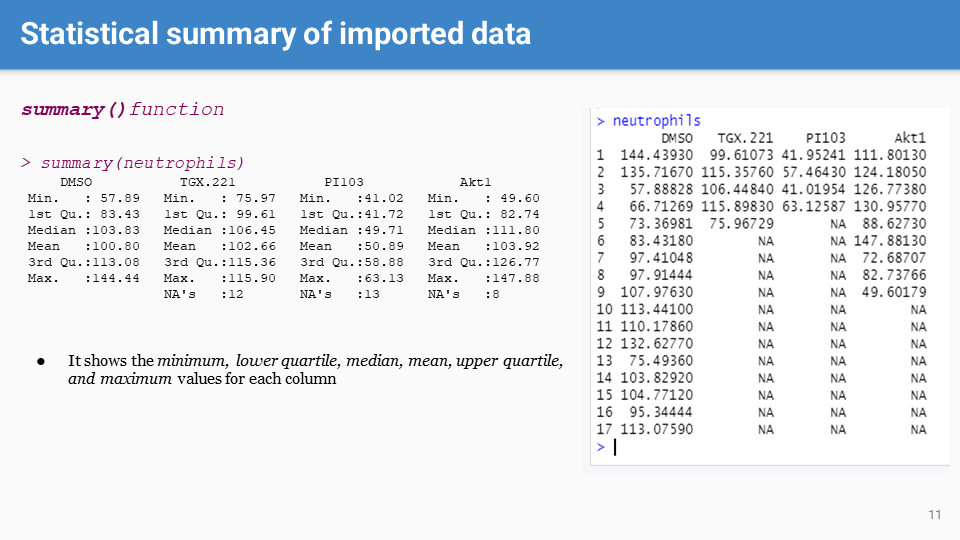 Statistical summary of imported data
summary()function
> summary(neutrophils)
DMSO TGX.221 PI103 Akt1
Min. : 57.89 Min. : 75.97 Min. :41.02 Min. : 49.60
1st Qu.: 83.43 1st Qu.: 99.61 1st Qu.:41.72 1st Qu.: 82.74
Median :103.83 Median :106.45 Median :49.71 Median :111.80
Mean :100.80 Mean :102.66 Mean :50.89 Mean :103.92
3rd Qu.:113.08 3rd Qu.:115.36 3rd Qu.:58.88 3rd Qu.:126.77
Max. :144.44 Max. :115.90 Max. :63.13 Max. :147.88
NA's :12 NA's :13 NA's :8
● It shows the minimum, lower quartile, median, mean, upper quartile,
and maximum values for each column
> neutrophils
DMSO TGX.221 PI103 Akt1
1 144.43930 99.61073 41.95241 111.80130
2 135.71670 115.35760 57.46430 124.18050
3 57.88828 106.44840 41.01954 126.77380
4 66.71269 115.89830 63.12587 130.95770
5 73.36981 75.96729 NA 88.62730
6 83.43180 NA NA 147.88130
7 97.41048 NA NA 72.68707
8 97.91444 NA NA 82.73766
9 107.97630 NA NA 49.60179
10 113.44100 NA NA NA
11 110.17860 NA NA NA
12 132.62770 NA NA NA
13 75.49360 NA NA NA
14 103.82920 NA NA NA
15 104.77120 NA NA NA
16 95.34444 NA NA NA
17 113.07590 NA NA NA
>
11